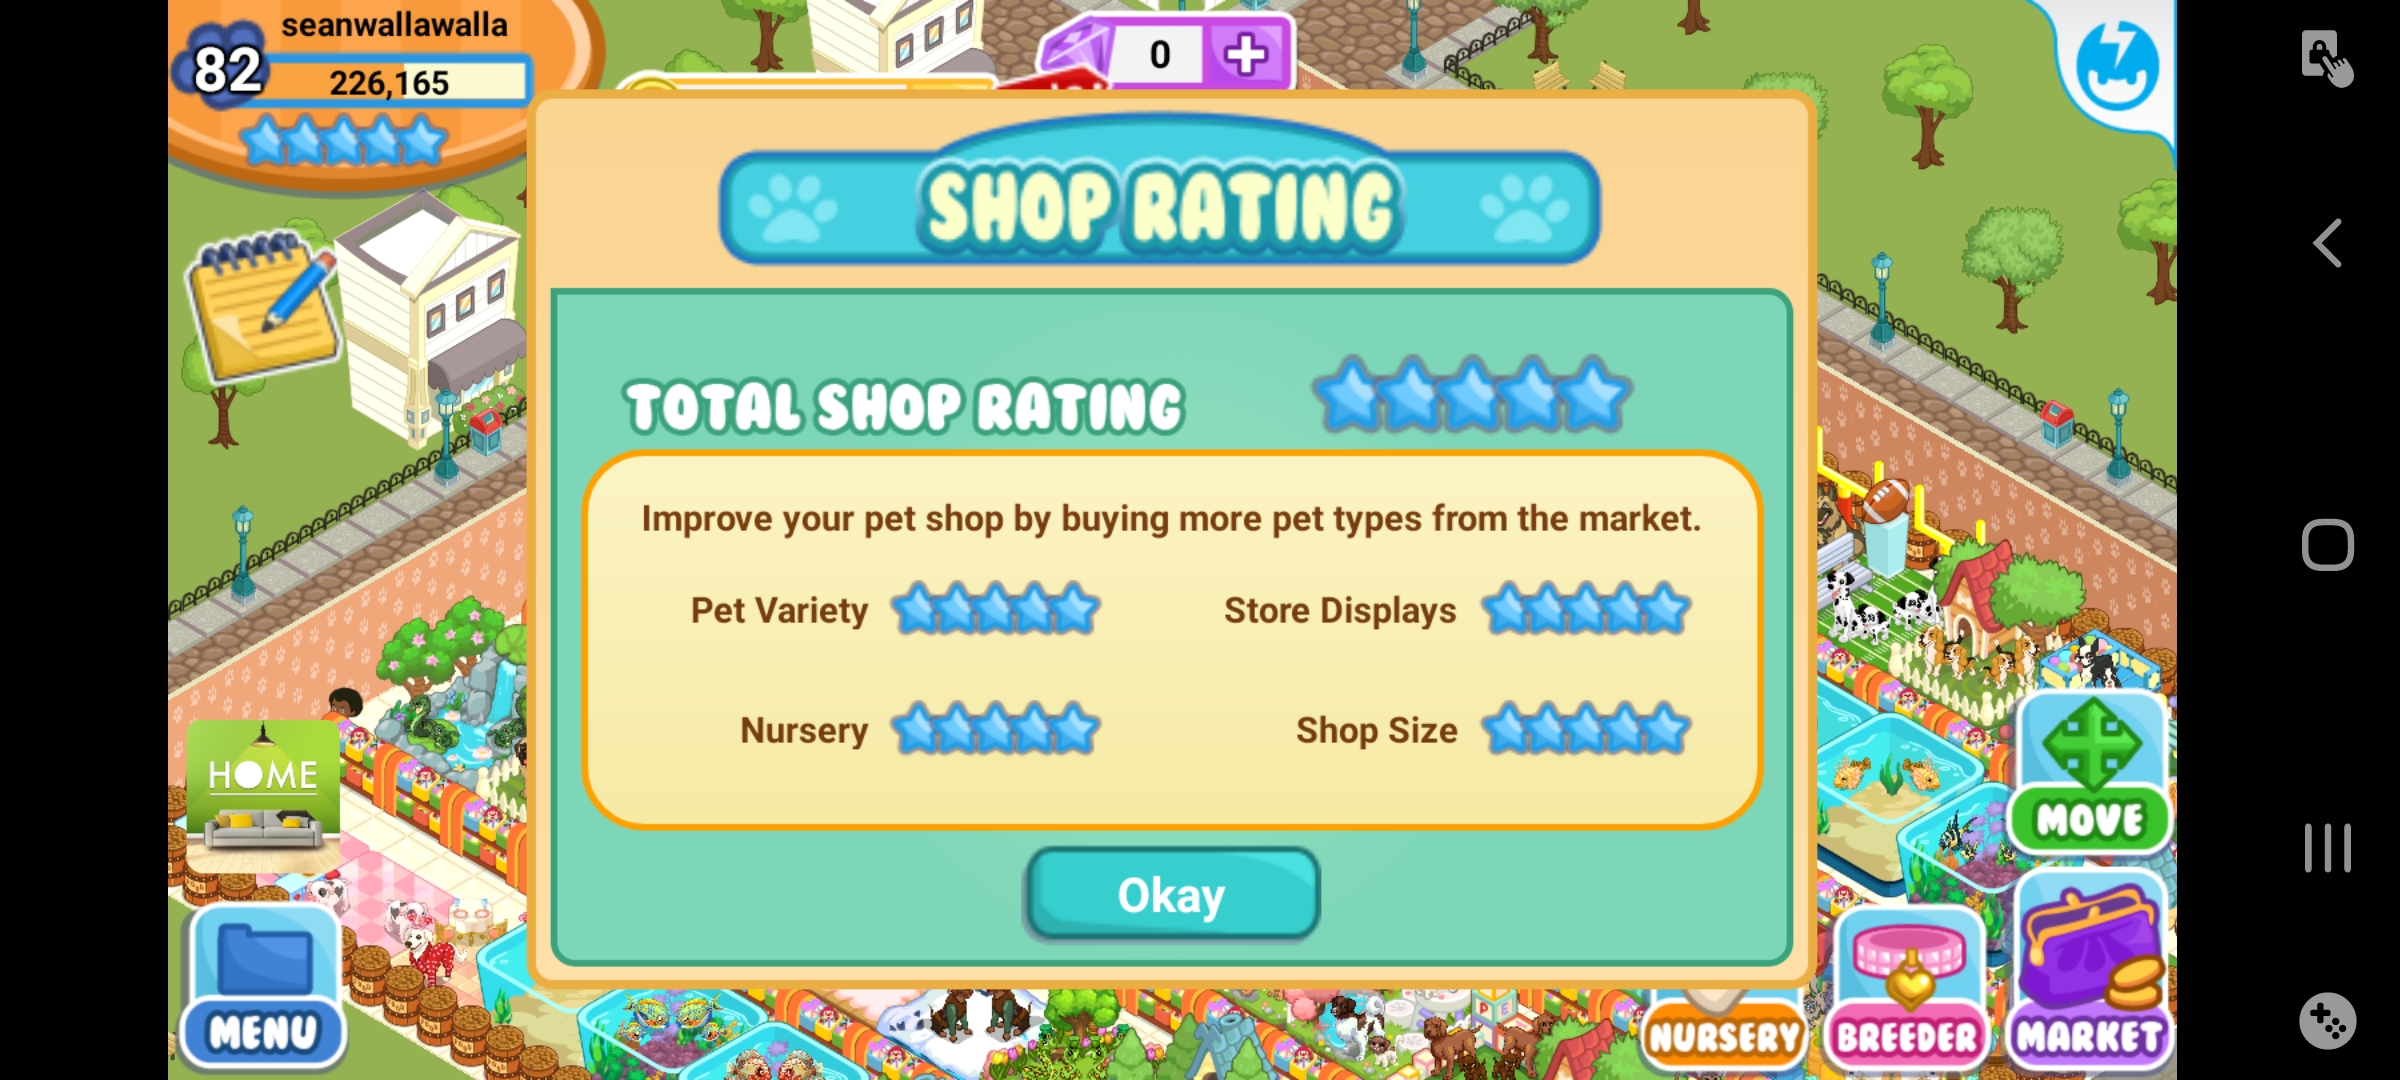 seanwallawalla
82
226,165
0
SHOP RATING
TOTAL SHOP RATING
Improve your pet shop by buying more pet types from the market.
Pet Variety
Store Displays
Nursery
Shop Size
Okay
HOME
MENU
MOVE
NURSERY
BREEDER
MARKET